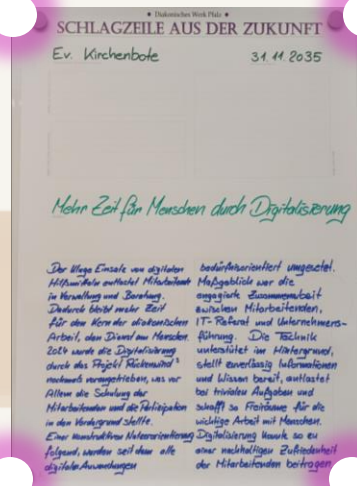 Diakonisches Werk Pfalz
SCHLAGZEILE AUS DER ZUKUNFT
Ev. Kirchenbote 31.11.2035
Mehr Zeit für Menschen durch Digitalisierung
Der kluge Einsatz von digitalen
Hilfsmitteln entlastet Mitarbeitende
in Verwaltung und Beratung.
Dadurch bleibt mehr Zeit
für den Kern der diakonischen
Arbeit, dem Dienst am Menschen.
2024 wurde die Digitalisierung
durch das Projekt Rückenwind³
nochmals vorangetrieben, was vor
Allem die Schulung der
Mitarbeitenden und die Partizipation
in den Vordergrund stellte.
Einer konstruktiven Nutzerorientierung
folgend, werden seitdem alle
digitalen Anwendungen
bedürfnisorientiert umgesetzt.
Maßgeblich war die
engagierte Zusammenarbeit
zwischen Mitarbeitenden,
IT-Referat und Unternehmens-
führung. Die Technik
unterstützt im Hintergrund,
stellt zuverlässig Informationen
und Wissen bereit, entlastet
bei trivialen Aufgaben und
schafft so Freiräume für die
wichtige Arbeit mit Menschen.
Digitalisierung konnte so zu
einer nachhaltigen Zufriedenheit
der Mitarbeitenden beitragen